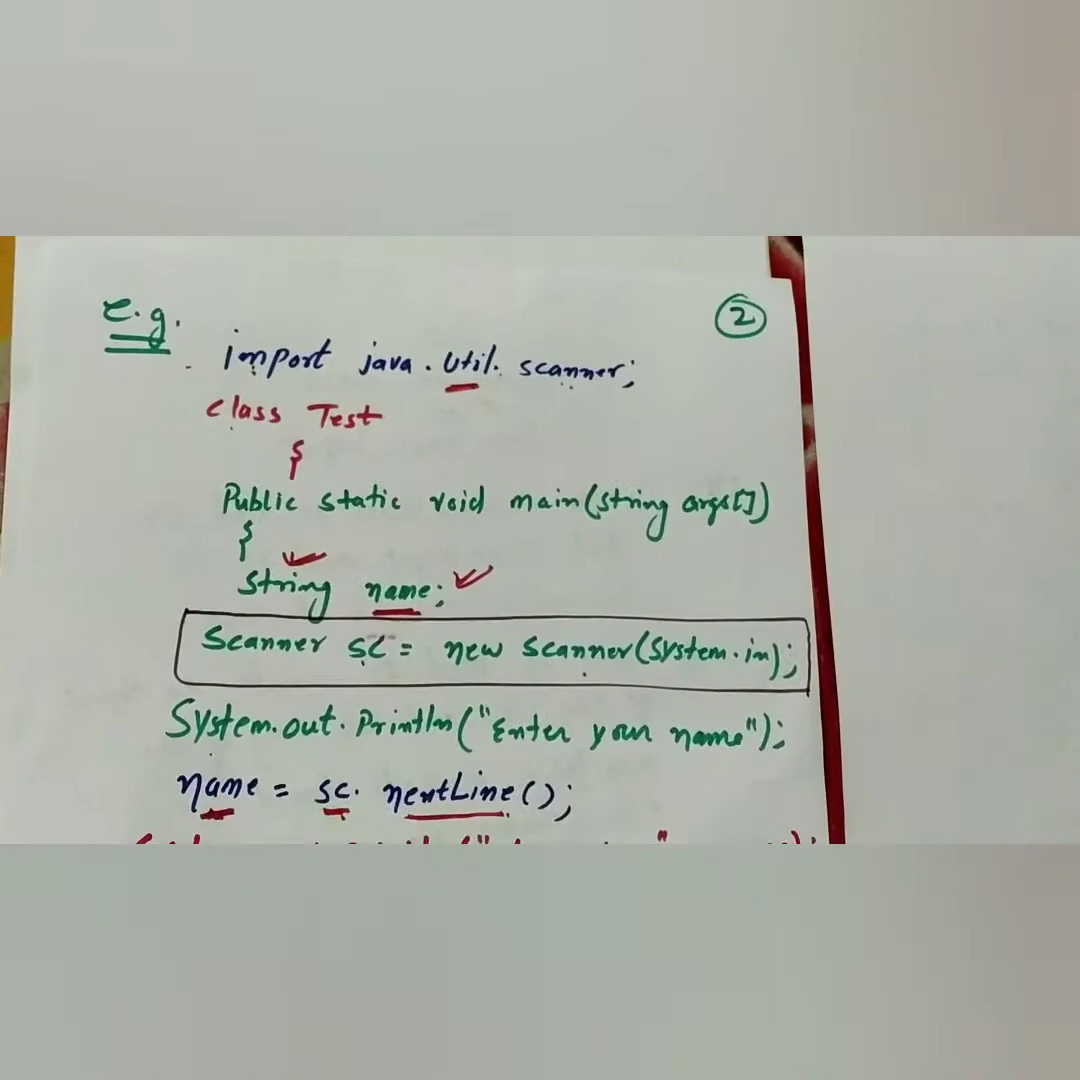 e.g.
②
import java.util.scanner;
class Test
{
Public static void main(string args[])
{
string name;
Scanner sc = new scanner(system.in);
System.out.println("Enter your name");
name = sc. nextLine();